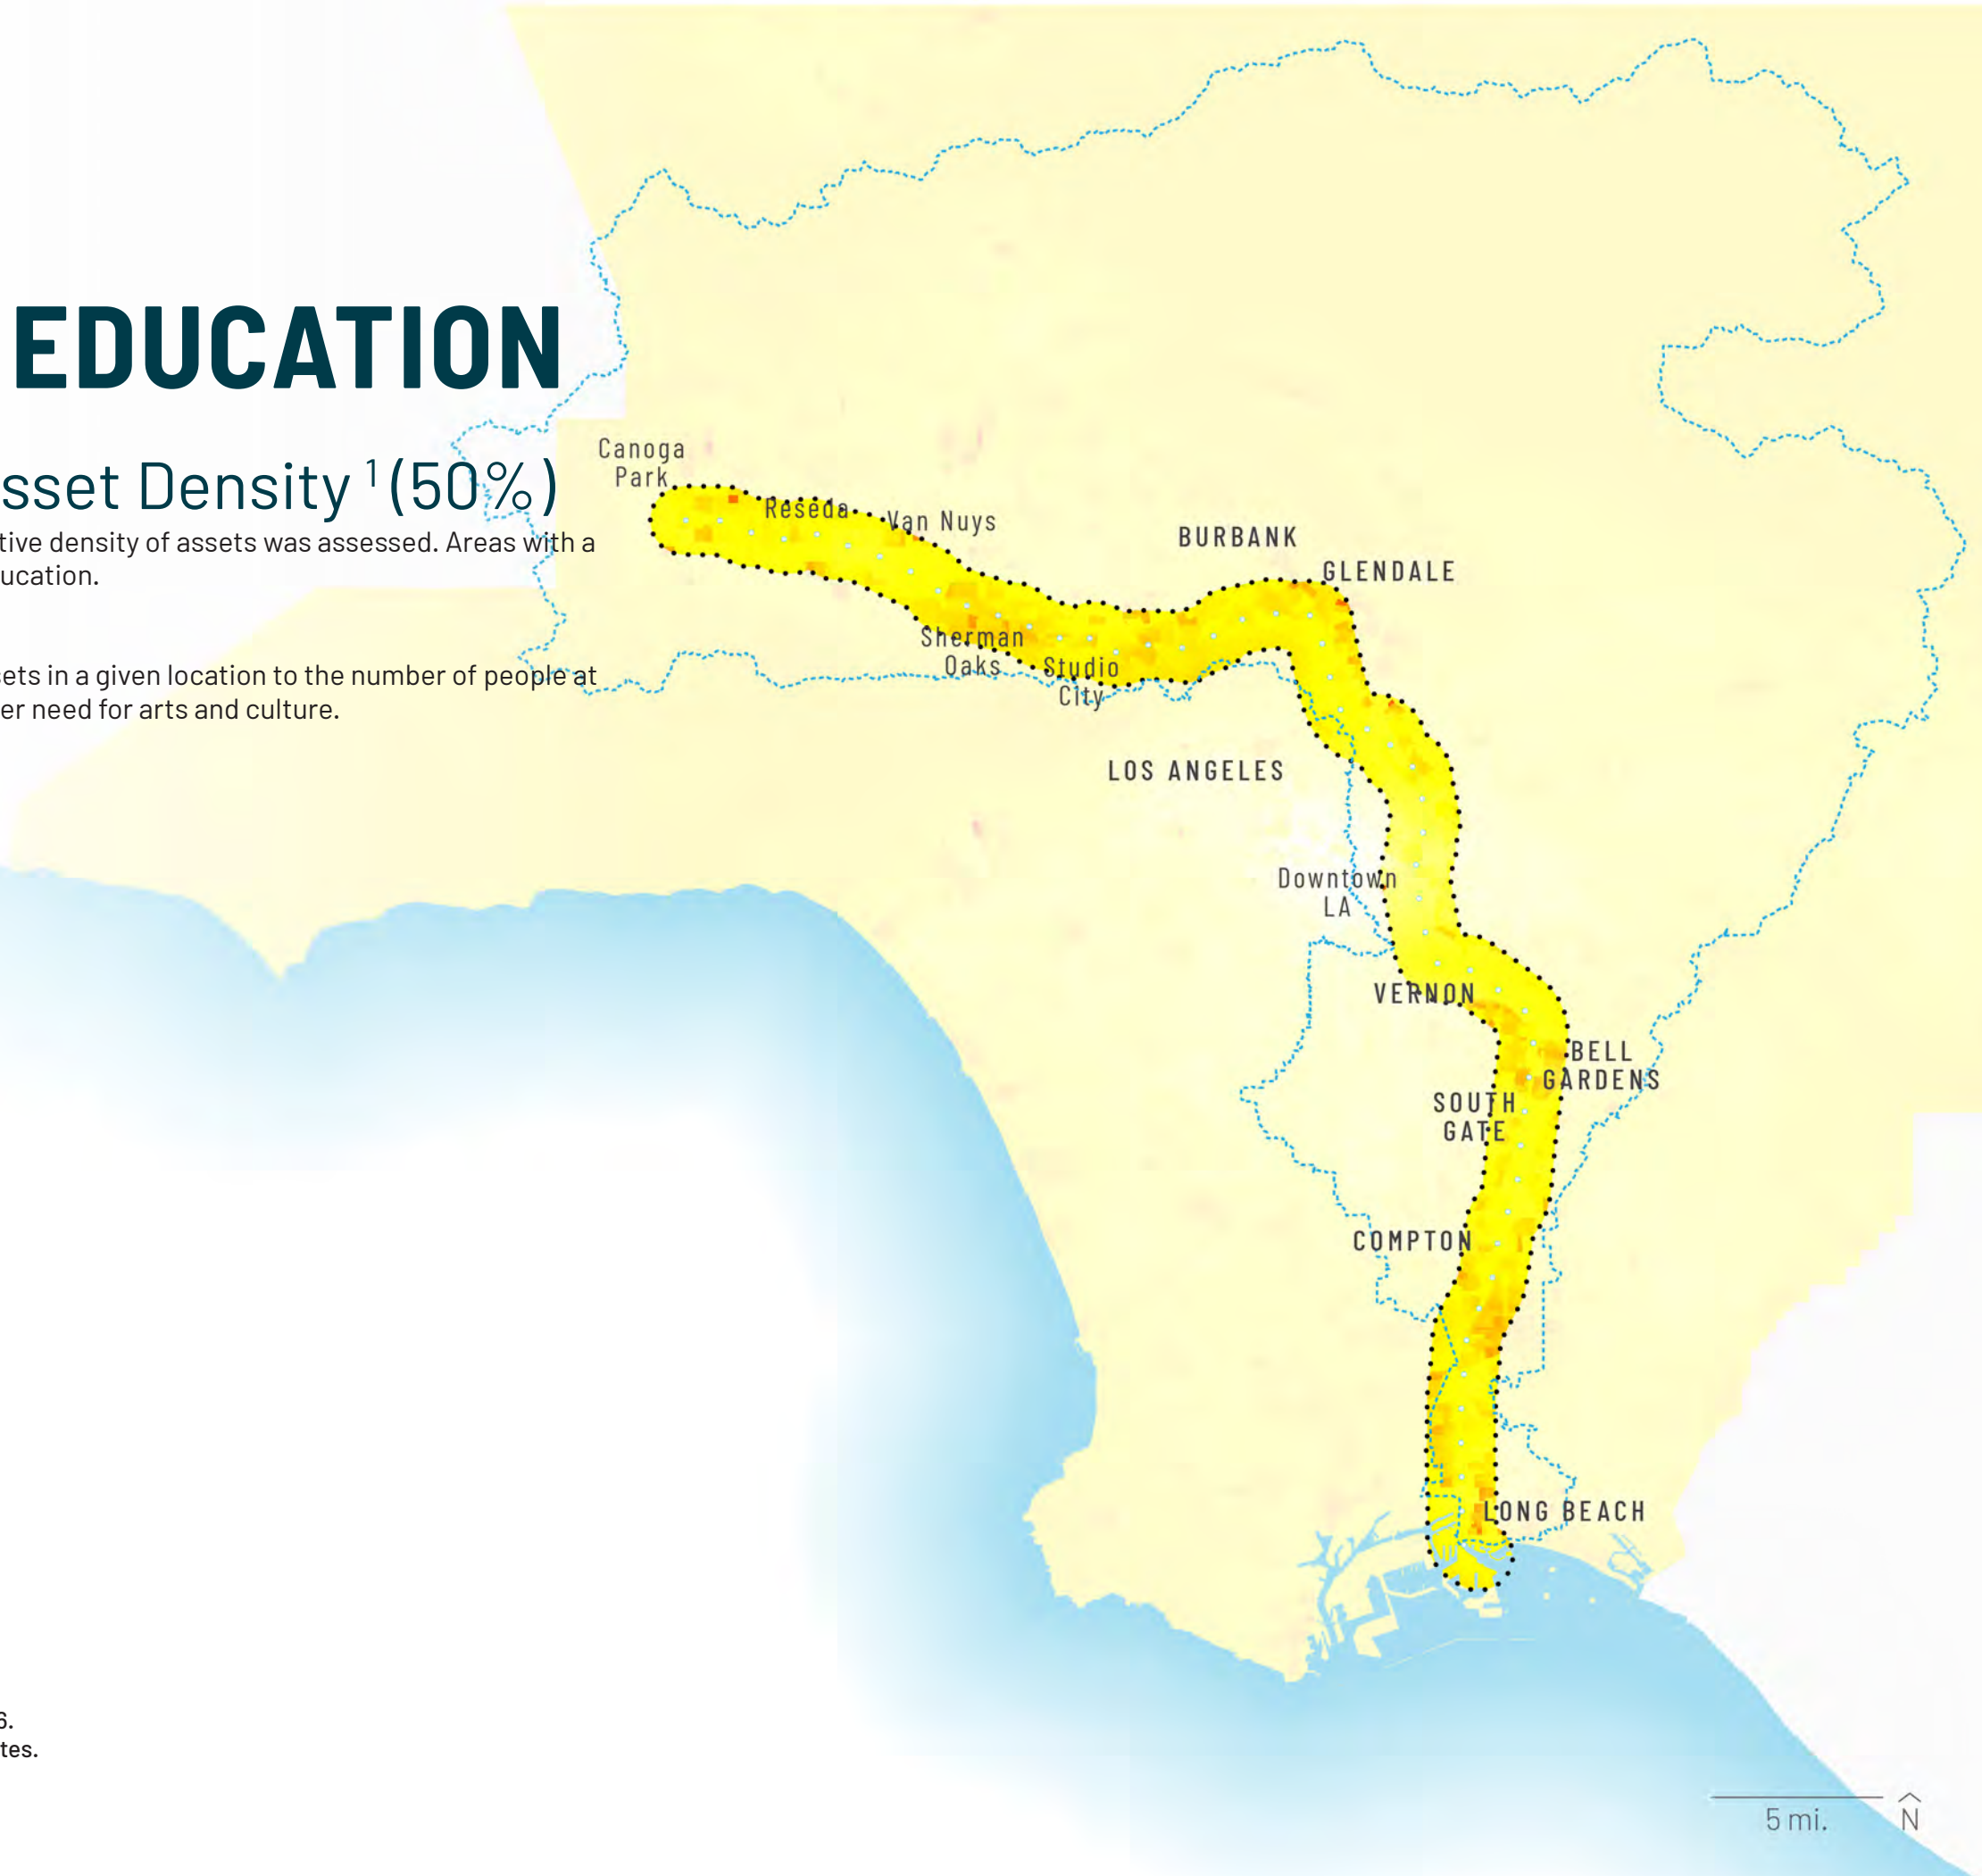 EDUCATION
sset Density ¹ (50%)
tive density of assets was assessed. Areas with a
ucation.
sets in a given location to the number of people at
er need for arts and culture.
Canoga
Park
Reseda
Van Nuys
BURBANK
GLENDALE
Sherman
Oaks
Studio
City
LOS ANGELES
Downtown
LA
VERNON
BELL
GARDENS
SOUTH
GATE
COMPTON
LONG BEACH
6.
tes.
5 mi.
N